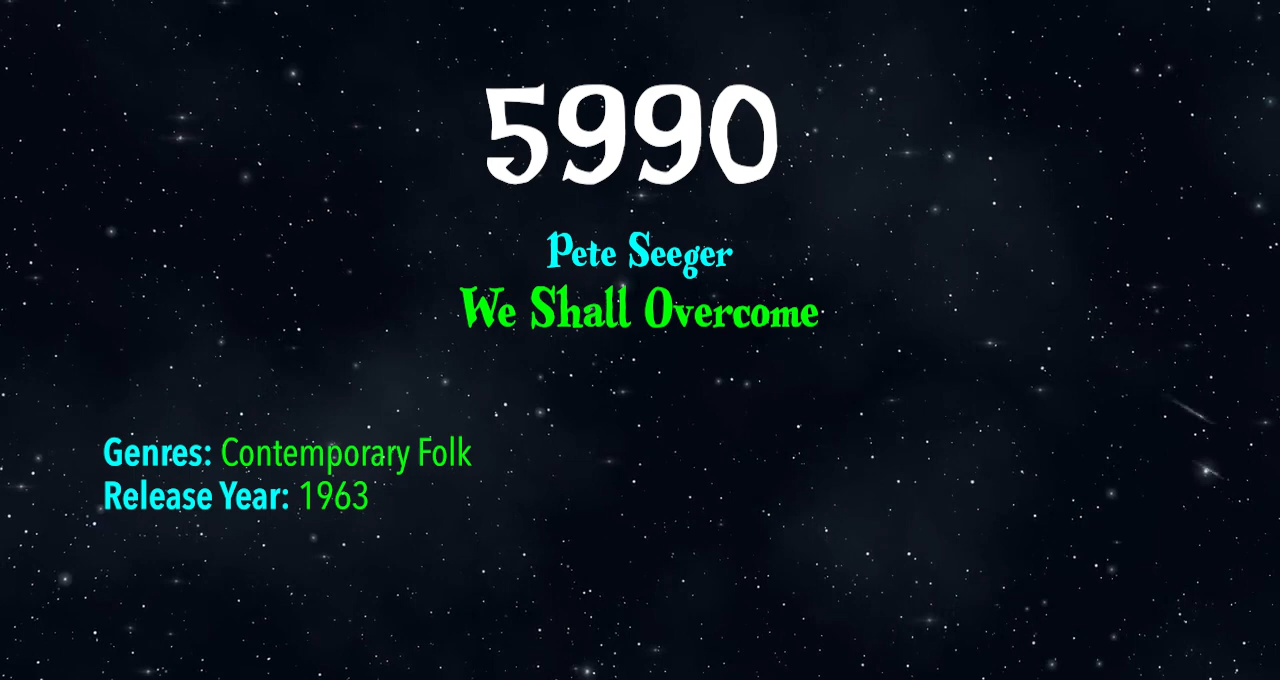 5990
Pete Seeger
We Shall Overcome
Genres: Contemporary Folk
Release Year: 1963